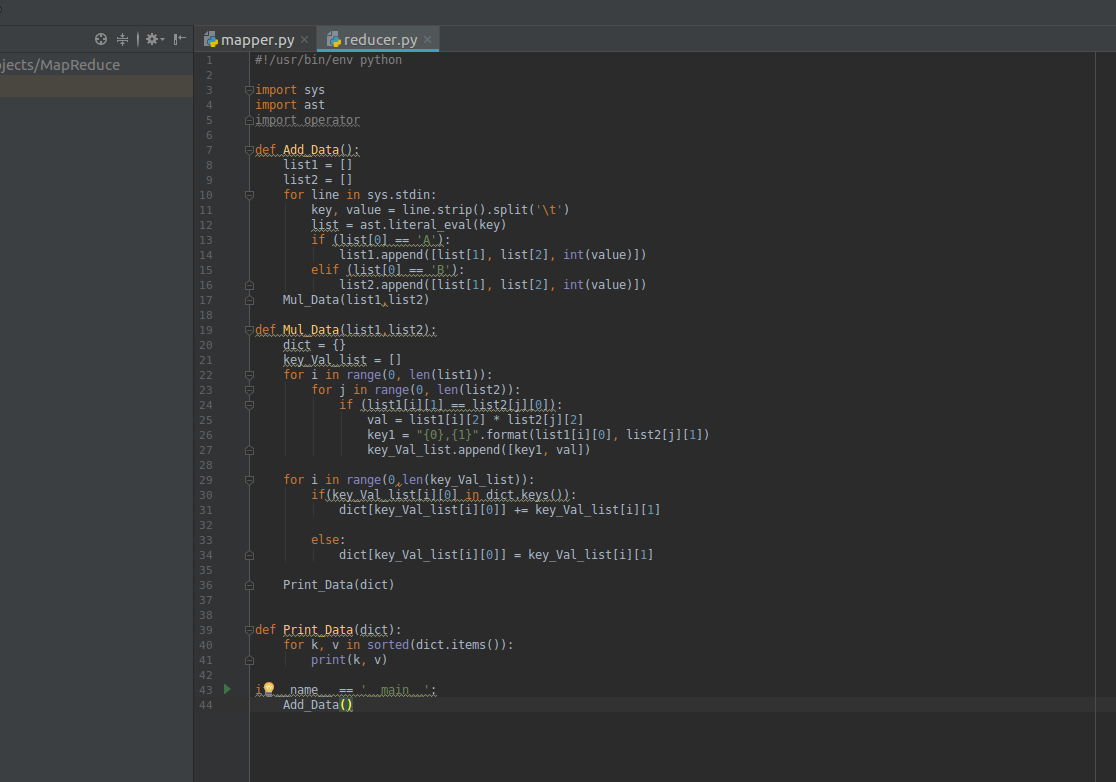 mapper.py
reducer.py
jects/MapReduce
1 #!/usr/bin/env python
2
3 import sys
4 import ast
5 import operator
6
7 def Add_Data():
8     list1 = []
9     list2 = []
10     for line in sys.stdin:
11         key, value = line.strip().split('\t')
12         list = ast.literal_eval(key)
13         if (list[0] == 'A'):
14             list1.append([list[1], list[2], int(value)])
15         elif (list[0] == 'B'):
16             list2.append([list[1], list[2], int(value)])
17     Mul_Data(list1,list2)
18
19 def Mul_Data(list1,list2):
20     dict = {}
21     key_Val_list = []
22     for i in range(0, len(list1)):
23         for j in range(0, len(list2)):
24             if (list1[i][1] == list2[j][0]):
25                 val = list1[i][2] * list2[j][2]
26                 key1 = "{0},{1}".format(list1[i][0], list2[j][1])
27                 key_Val_list.append([key1, val])
28
29     for i in range(0,len(key_Val_list)):
30         if(key_Val_list[i][0] in dict.keys()):
31             dict[key_Val_list[i][0]] += key_Val_list[i][1]
32
33         else:
34             dict[key_Val_list[i][0]] = key_Val_list[i][1]
35
36     Print_Data(dict)
37
38
39 def Print_Data(dict):
40     for k, v in sorted(dict.items()):
41         print(k, v)
42
43 i __name__ == '__main__':
44     Add_Data()